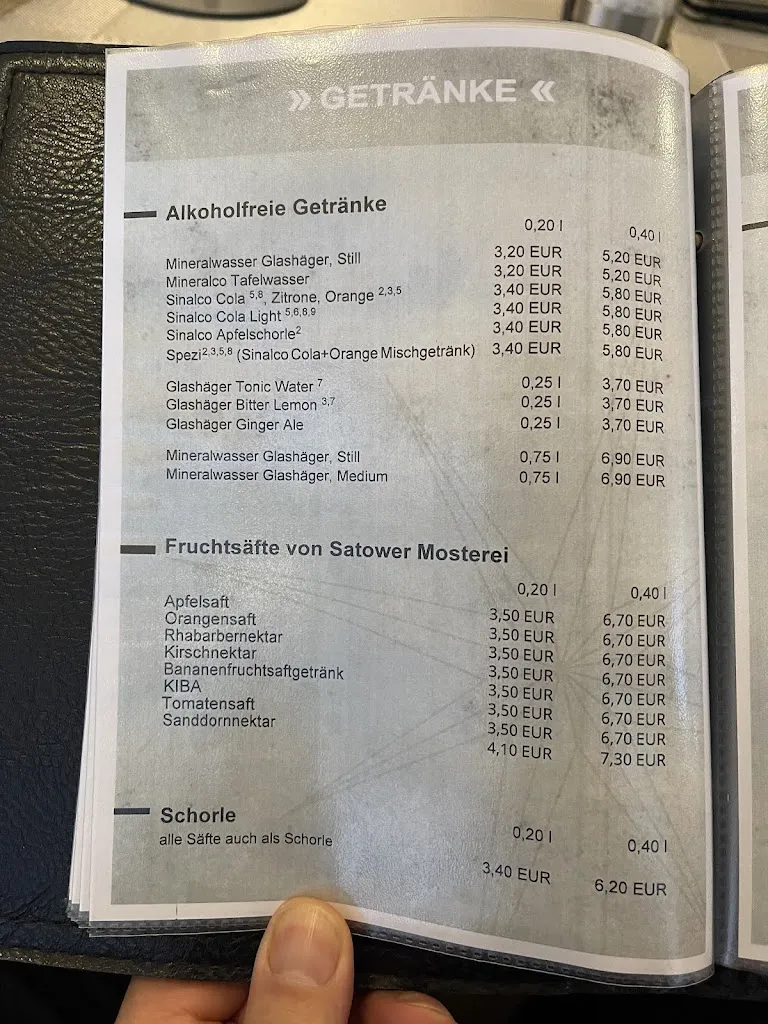 » GETRÄNKE «
Alkoholfreie Getränke
0,20 l 0,40 l
Mineralwasser Glashäger, Still 3,20 EUR 5,20 EUR
Mineralco Tafelwasser 3,20 EUR 5,20 EUR
Sinalco Cola 5,8, Zitrone, Orange 2,3,5 3,40 EUR 5,80 EUR
Sinalco Cola Light 5,6,8,9 3,40 EUR 5,80 EUR
Sinalco Apfelschorle2 3,40 EUR 5,80 EUR
Spezi2,3,5,8 (Sinalco Cola+Orange Mischgetränk) 3,40 EUR 5,80 EUR
Glashäger Tonic Water 7 0,25 l 3,70 EUR
Glashäger Bitter Lemon 3,7 0,25 l 3,70 EUR
Glashäger Ginger Ale 0,25 l 3,70 EUR
Mineralwasser Glashäger, Still 0,75 l 6,90 EUR
Mineralwasser Glashäger, Medium 0,75 l 6,90 EUR
Fruchtsäfte von Satower Mosterei
0,20 l 0,40 l
Apfelsaft 3,50 EUR 6,70 EUR
Orangensaft 3,50 EUR 6,70 EUR
Rhabarbernektar 3,50 EUR 6,70 EUR
Kirschnektar 3,50 EUR 6,70 EUR
Bananenfruchtsaftgetränk 3,50 EUR 6,70 EUR
KIBA 3,50 EUR 6,70 EUR
Tomatensaft 3,50 EUR 6,70 EUR
Sanddornnektar 4,10 EUR 7,30 EUR
Schorle
alle Säfte auch als Schorle 0,20 l 0,40 l
3,40 EUR 6,20 EUR